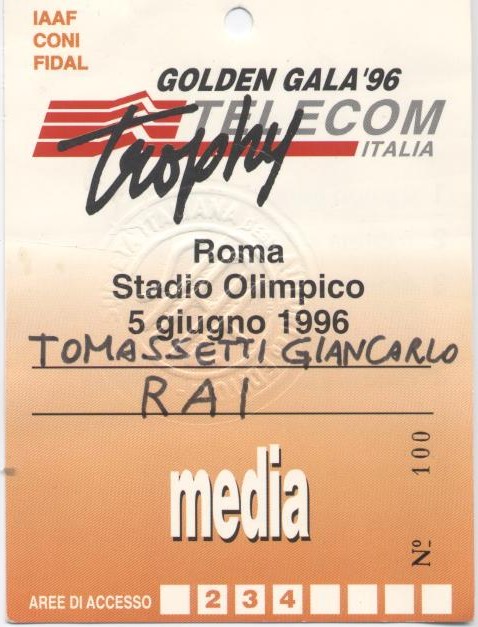 IAAF
CONI
FIDAL
GOLDEN GALA '96
TELECOM
ITALIA
trophy
Roma
Stadio Olimpico
5 giugno 1996
TOMASSETTI GIANCARLO
RAI
media
Nº 100
AREE DI ACCESSO 2 3 4